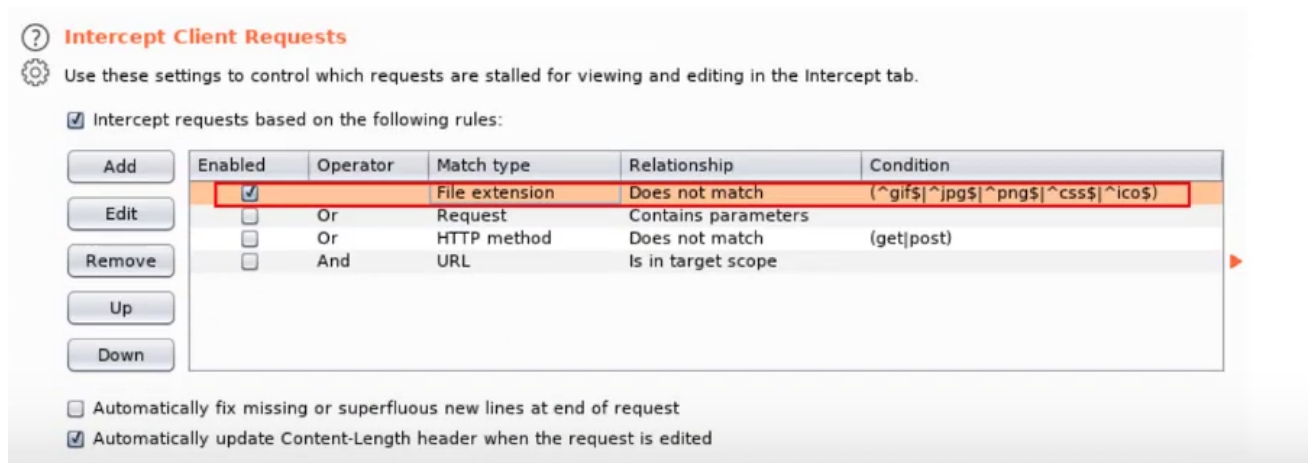 Intercept Client Requests
Use these settings to control which requests are stalled for viewing and editing in the Intercept tab.
Intercept requests based on the following rules:
Add
Edit
Remove
Up
Down
Enabled Operator Match type Relationship Condition
File extension Does not match (^gif$|^jpg$|^png$|^css$|^ico$)
Or Request Contains parameters
Or HTTP method Does not match (get|post)
And URL Is in target scope
Automatically fix missing or superfluous new lines at end of request
Automatically update Content-Length header when the request is edited